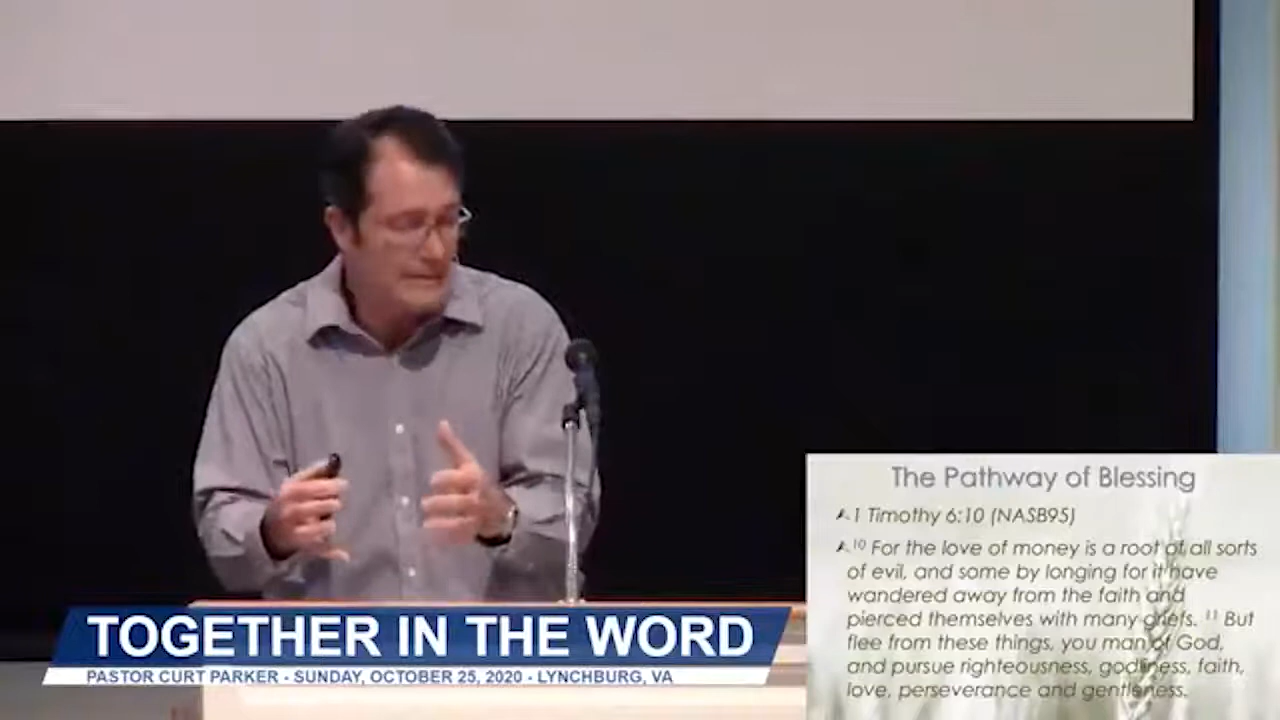 TOGETHER IN THE WORD
PASTOR CURT PARKER - SUNDAY, OCTOBER 25, 2020 - LYNCHBURG, VA
The Pathway of Blessing
1 Timothy 6:10 (NASB95)
10 For the love of money is a root of all sorts
of evil, and some by longing for it have
wandered away from the faith and
pierced themselves with many griefs. 11 But
flee from these things, you man of God,
and pursue righteousness, godliness, faith,
love, perseverance and gentleness.